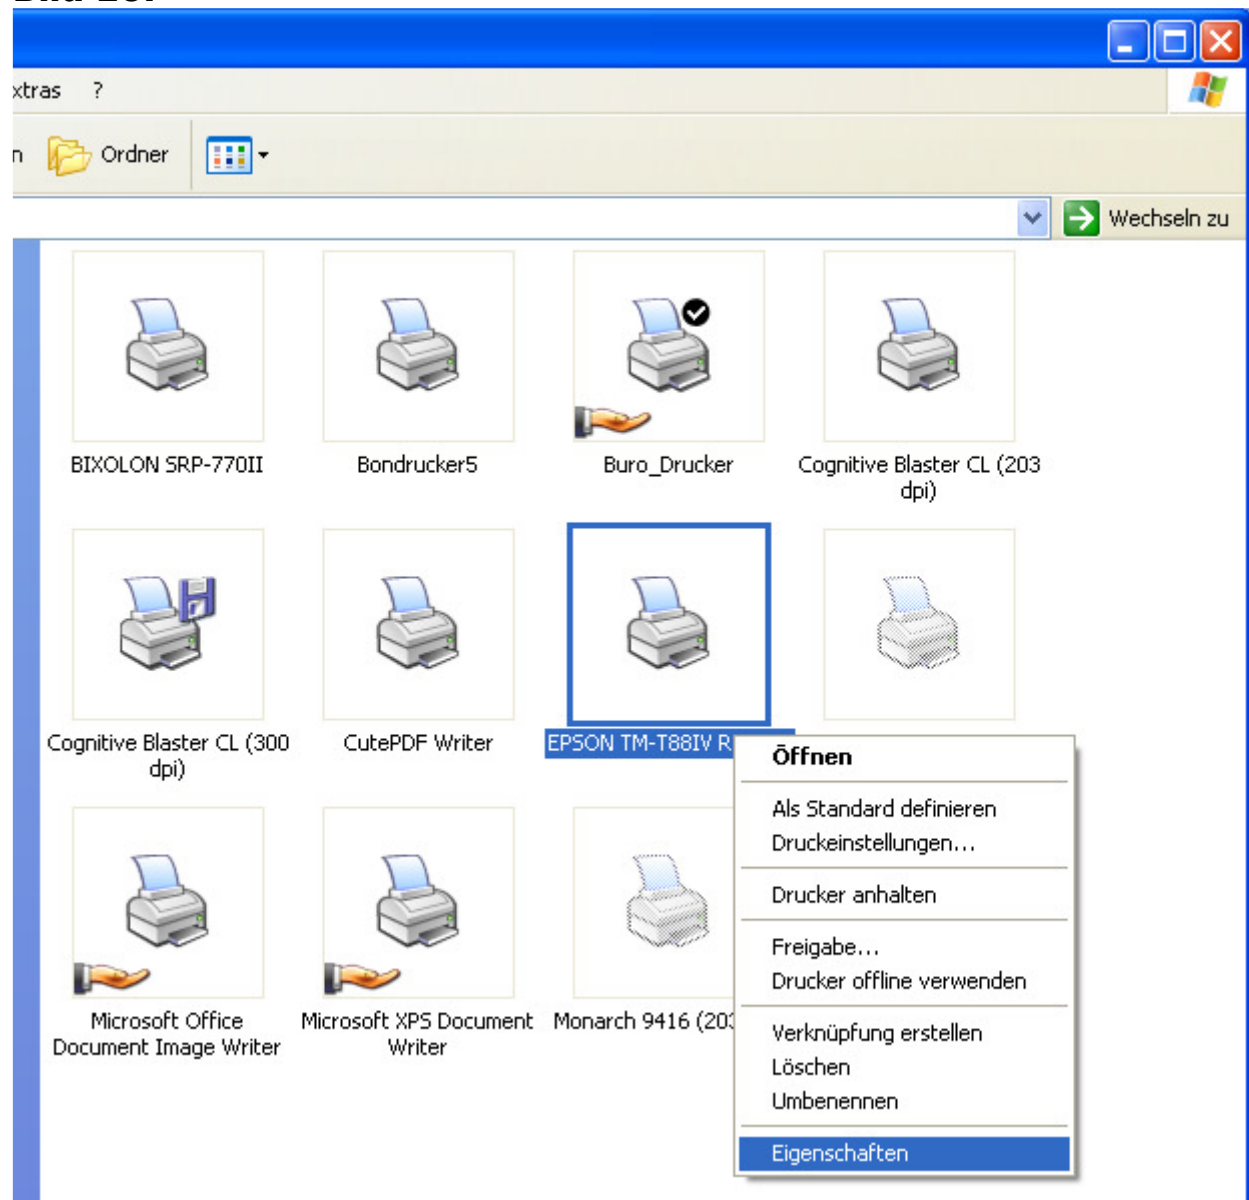 xtras ?
n Ordner
Wechseln zu
BIXOLON SRP-770II
Bondrucker5
Buro_Drucker
Cognitive Blaster CL (203
dpi)
Cognitive Blaster CL (300
dpi)
CutePDF Writer
EPSON TM-T88IV R
Microsoft Office
Document Image Writer
Microsoft XPS Document
Writer
Monarch 9416 (203
Öffnen
Als Standard definieren
Druckeinstellungen...
Drucker anhalten
Freigabe...
Drucker offline verwenden
Verknüpfung erstellen
Löschen
Umbenennen
Eigenschaften